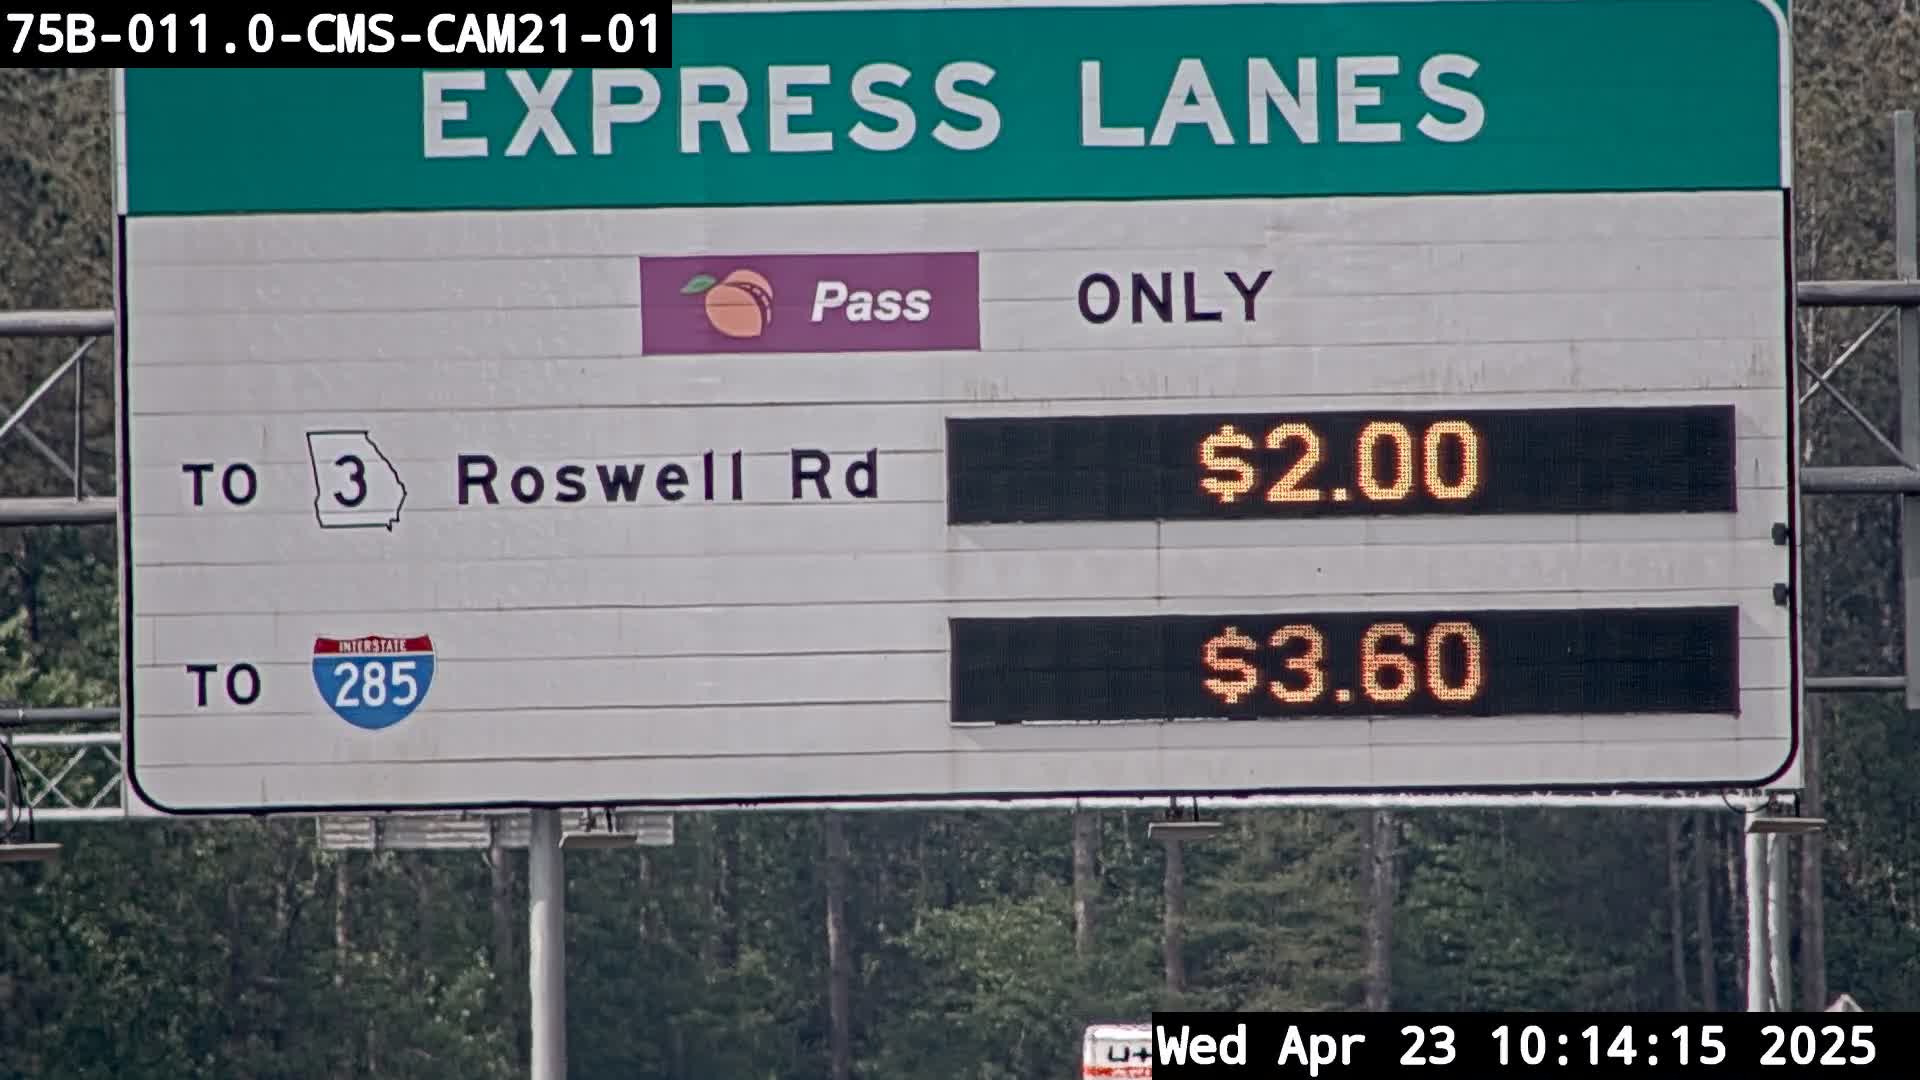 75B-011.0-CMS-CAM21-01
EXPRESS LANES
Pass ONLY
TO 3 Roswell Rd $2.00
INTERSTATE
TO 285 $3.60
Wed Apr 23 10:14:15 2025